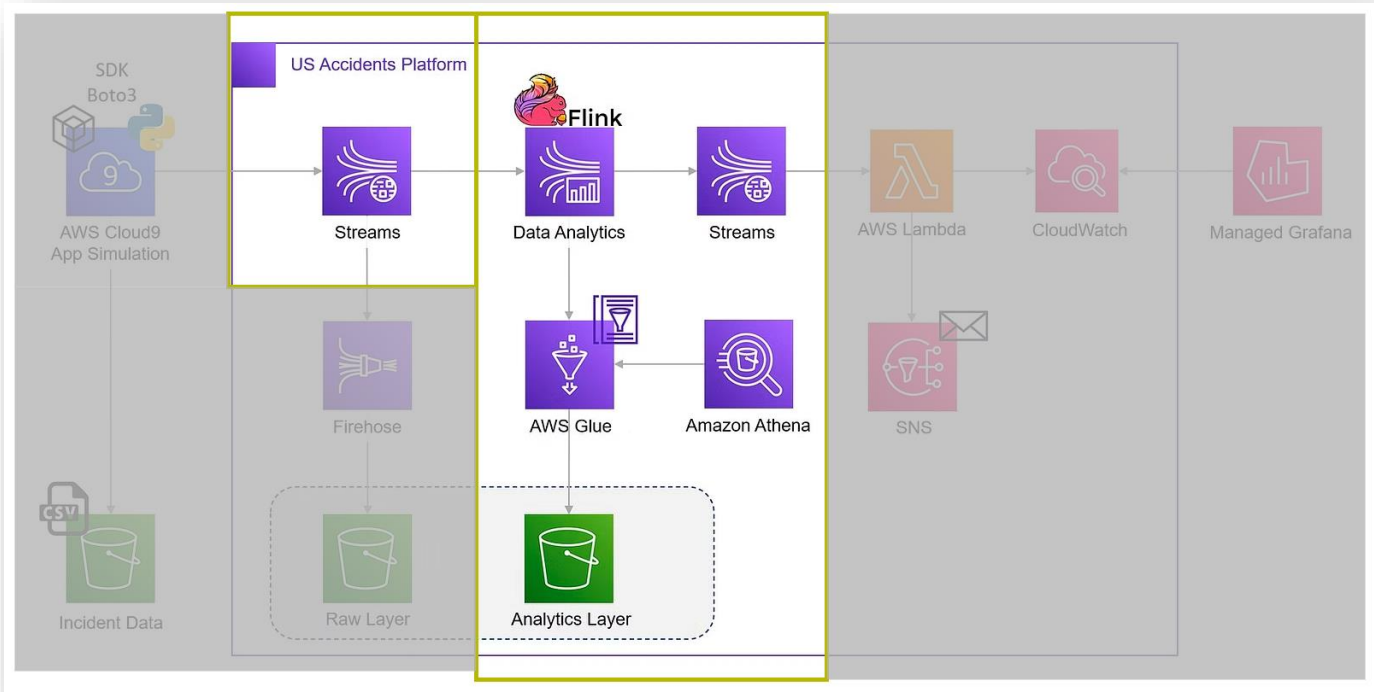 SDK
Boto3
US Accidents Platform
Flink
9
AWS Cloud9
App Simulation
Streams
Data Analytics
Streams
AWS Lambda
CloudWatch
Managed Grafana
Firehose
AWS Glue
Amazon Athena
SNS
CSV
Incident Data
Raw Layer
Analytics Layer